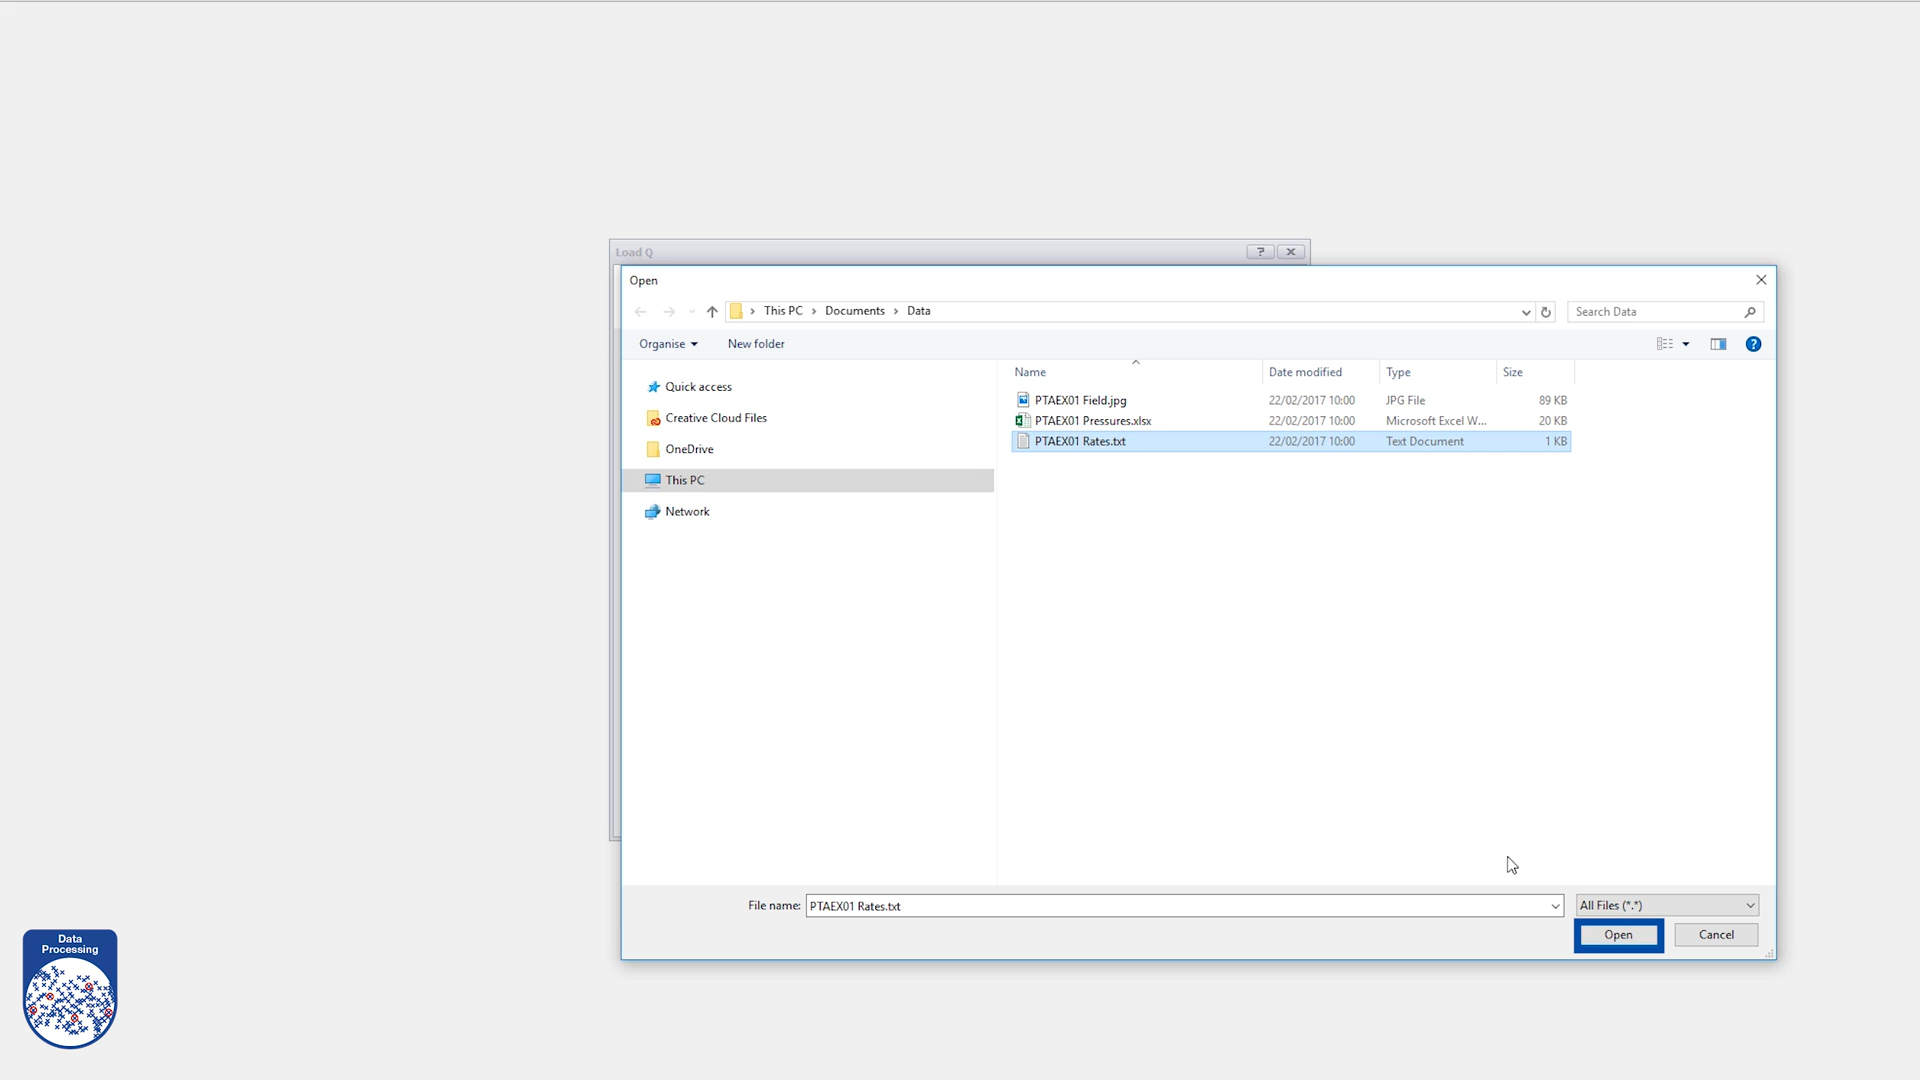 Load Q
?
Open
This PC > Documents > Data
Search Data
Organise
New folder
?
Quick access
Creative Cloud Files
OneDrive
This PC
Network
Name Date modified Type Size
PTAEX01 Field.jpg 22/02/2017 10:00 JPG File 89 KB
PTAEX01 Pressures.xlsx 22/02/2017 10:00 Microsoft Excel W... 20 KB
PTAEX01 Rates.txt 22/02/2017 10:00 Text Document 1 KB
File name: PTAEX01 Rates.txt
All Files (*.*)
Open
Cancel
Data
Processing